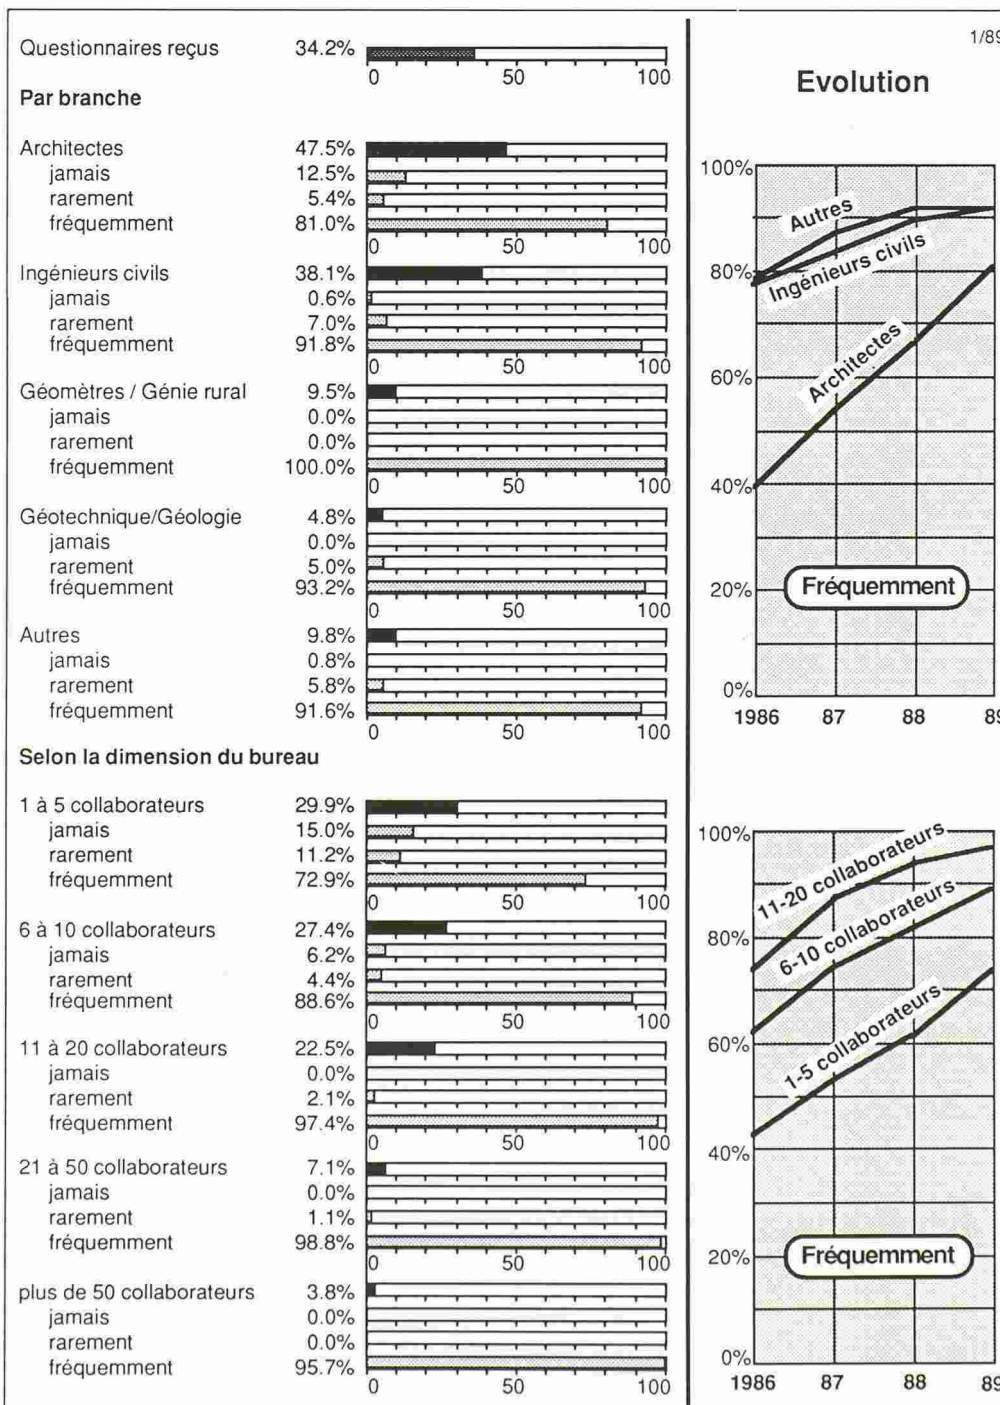 Questionnaires reçus 34.2%
0 50 100
Par branche
Architectes 47.5%
jamais 12.5%
rarement 5.4%
fréquemment 81.0%
0 50 100
Ingénieurs civils 38.1%
jamais 0.6%
rarement 7.0%
fréquemment 91.8%
0 50 100
Géomètres / Génie rural 9.5%
jamais 0.0%
rarement 0.0%
fréquemment 100.0%
0 50 100
Géotechnique/Géologie 4.8%
jamais 0.0%
rarement 5.0%
fréquemment 93.2%
0 50 100
Autres 9.8%
jamais 0.8%
rarement 5.8%
fréquemment 91.6%
0 50 100
Selon la dimension du bureau
1 à 5 collaborateurs 29.9%
jamais 15.0%
rarement 11.2%
fréquemment 72.9%
0 50 100
6 à 10 collaborateurs 27.4%
jamais 6.2%
rarement 4.4%
fréquemment 88.6%
0 50 100
11 à 20 collaborateurs 22.5%
jamais 0.0%
rarement 2.1%
fréquemment 97.4%
0 50 100
21 à 50 collaborateurs 7.1%
jamais 0.0%
rarement 1.1%
fréquemment 98.8%
0 50 100
plus de 50 collaborateurs 3.8%
jamais 0.0%
rarement 0.0%
fréquemment 95.7%
0 50 100
1/89
Evolution
100%
Autres
80%
Ingénieurs civils
Architectes
60%
40%
20%
Fréquemment
0%
1986 87 88 89
100%
11-20 collaborateurs
80%
6-10 collaborateurs
60%
1-5 collaborateurs
40%
20%
Fréquemment
0%
1986 87 88 89